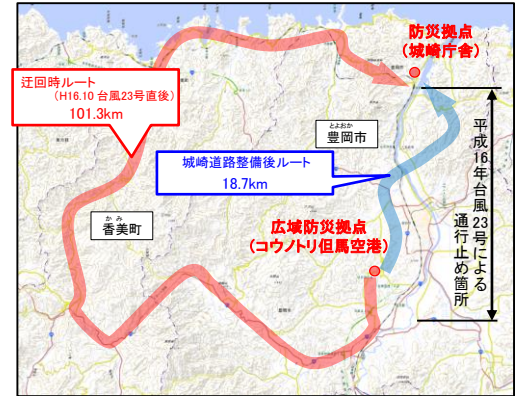 防災拠点
(城崎庁舎)
迂回時ルート
(H16.10 台風23号直後)
101.3km
とよおか
豊岡市
城崎道路整備後ルート
18.7km
平成16年台風23号による
通行止め箇所
かみ
香美町
広域防災拠点
(コウノトリ但馬空港)